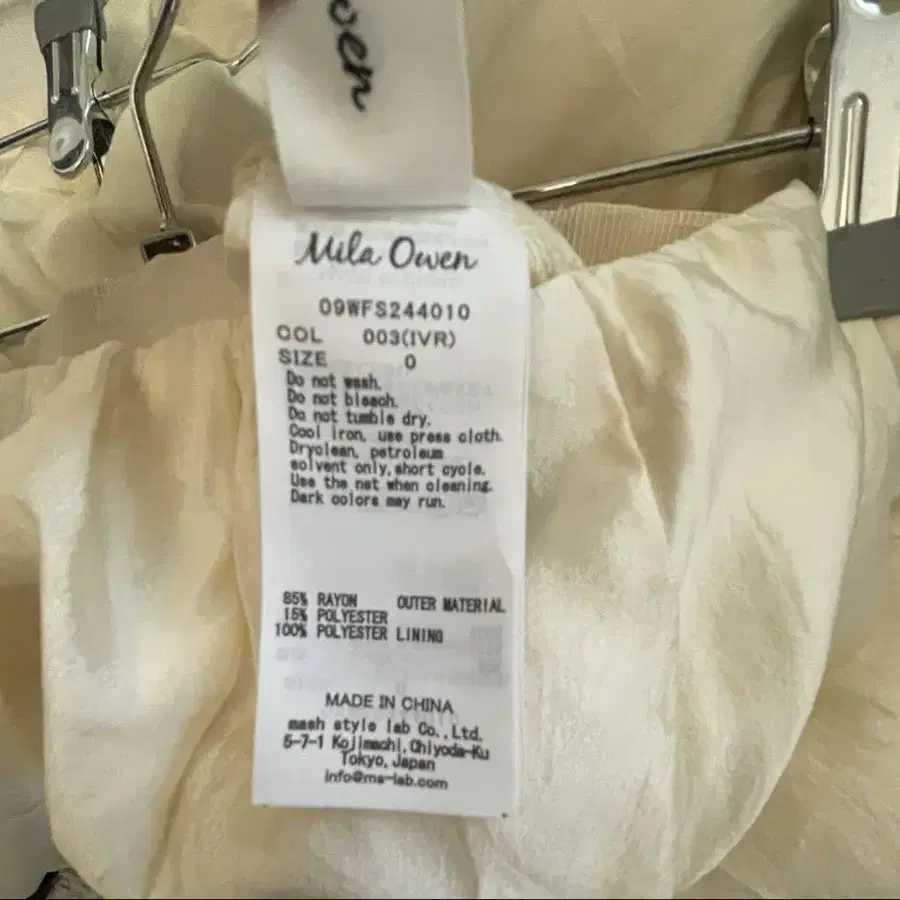 wen
Mila Owen
09WFS244010
COL 003(IVR)
SIZE 0
Do not wash.
Do not bleach.
Do not tumble dry.
Cool iron, use press cloth.
Dryclean, petroleum
solvent only, short cycle.
Use the net when cleaning.
Dark colors may run.
85% RAYON OUTER MATERIAL
15% POLYESTER
100% POLYESTER LINING
MADE IN CHINA
mash style lab Co.,Ltd.
5-7-1 Kojimachi,Chiyoda-Ku
Tokyo,Japan
info@ms-lab.com